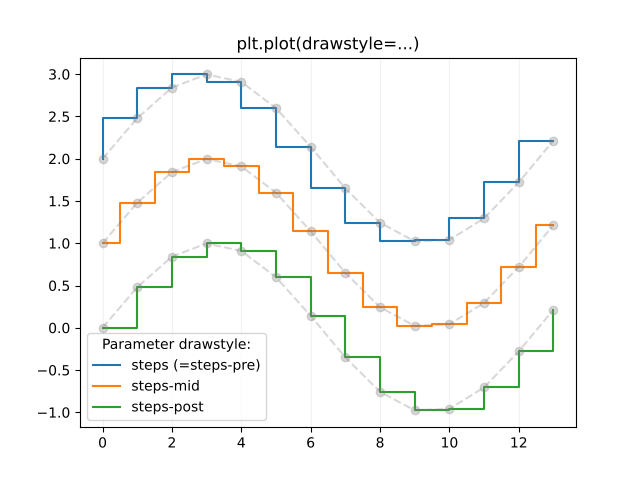 plt.plot(drawstyle=...)
3.0
2.5
2.0
1.5
1.0
0.5
0.0
−0.5
−1.0
Parameter drawstyle:
steps (=steps-pre)
steps-mid
steps-post
0 2 4 6 8 10 12